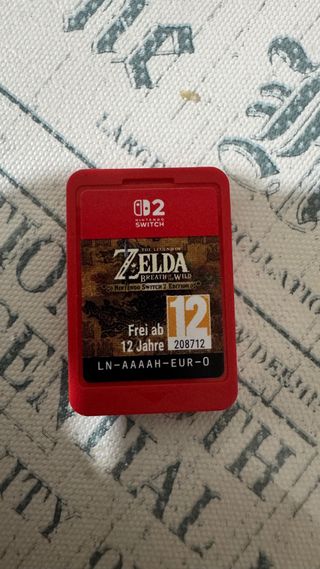 2
NINTENDO
SWITCH
THE LEGEND OF
ZELDA
BREATH OF THE WILD
NINTENDO SWITCH 2 EDITION
Frei ab
12 Jahre
12
208712
LN-AAAAH-EUR-0